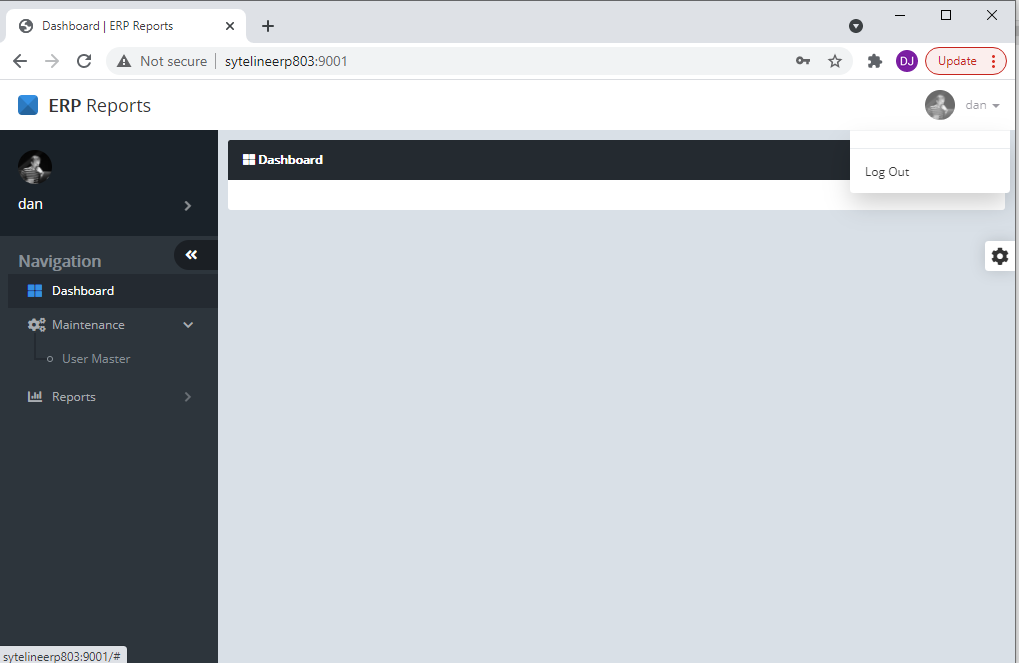 Dashboard | ERP Reports
Not secure | sytelineerp803:9001
DJ
Update
ERP Reports
dan
dan
Dashboard
Log Out
Navigation
Dashboard
Maintenance
User Master
Reports
sytelineerp803:9001/#